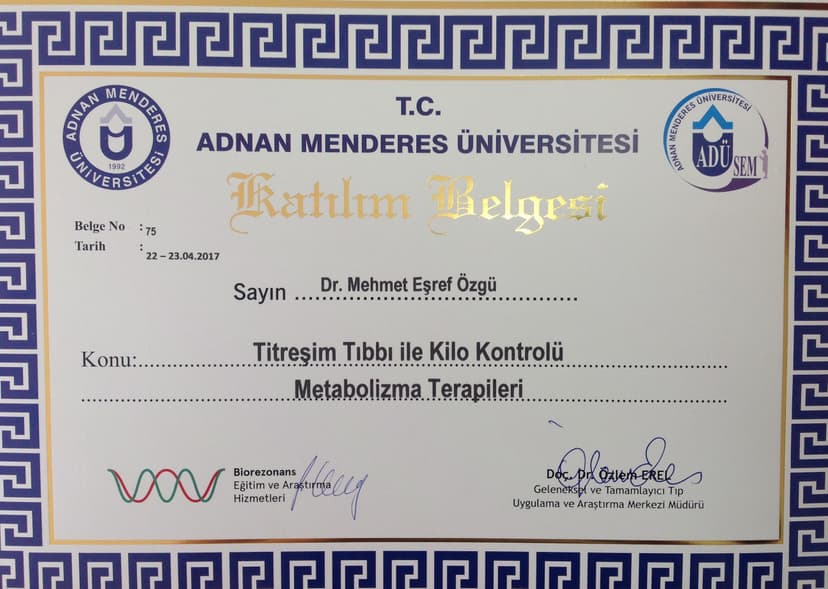 T.C.
ADNAN MENDERES ÜNİVERSİTESİ
ADNAN MENDERES ÜNİVERSİTESİ
1992
ADNAN MENDERES ÜNİVERSİTESİ
ADÜ
SEM
Katılım Belgesi
Belge No : 75
Tarih : 22 – 23.04.2017
Sayın Dr. Mehmet Eşref Özgü
Konu: Titreşim Tıbbı ile Kilo Kontrolü
Metabolizma Terapileri
Biorezonans
Eğitim ve Araştırma
Hizmetleri
Doç. Dr. Özlem EREL
Geleneksel ve Tamamlayıcı Tıp
Uygulama ve Araştırma Merkezi Müdürü